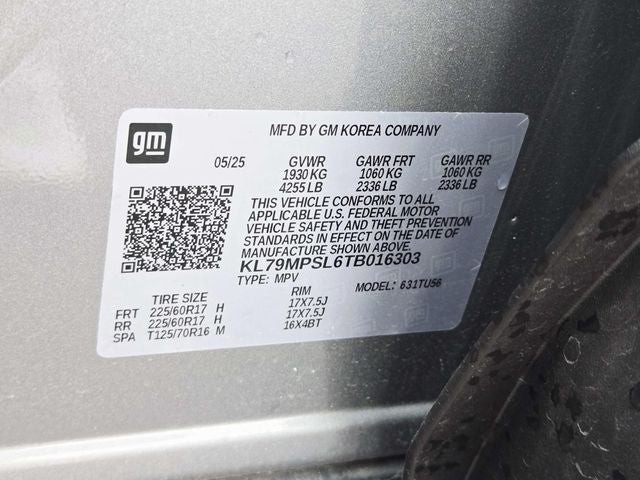 gm
MFD BY GM KOREA COMPANY
05/25 GVWR GAWR FRT GAWR RR
1930 KG 1060 KG 1060 KG
4255 LB 2336 LB 2336 LB
THIS VEHICLE CONFORMS TO ALL
APPLICABLE U.S. FEDERAL MOTOR
VEHICLE SAFETY AND THEFT PREVENTION
STANDARDS IN EFFECT ON THE DATE OF
MANUFACTURE SHOWN ABOVE.
KL79MPSL6TB016303
TYPE: MPV MODEL: 631TU56
TIRE SIZE RIM
FRT 225/60R17 H 17X7.5J
RR 225/60R17 H 17X7.5J
SPA T125/70R16 M 16X4BT